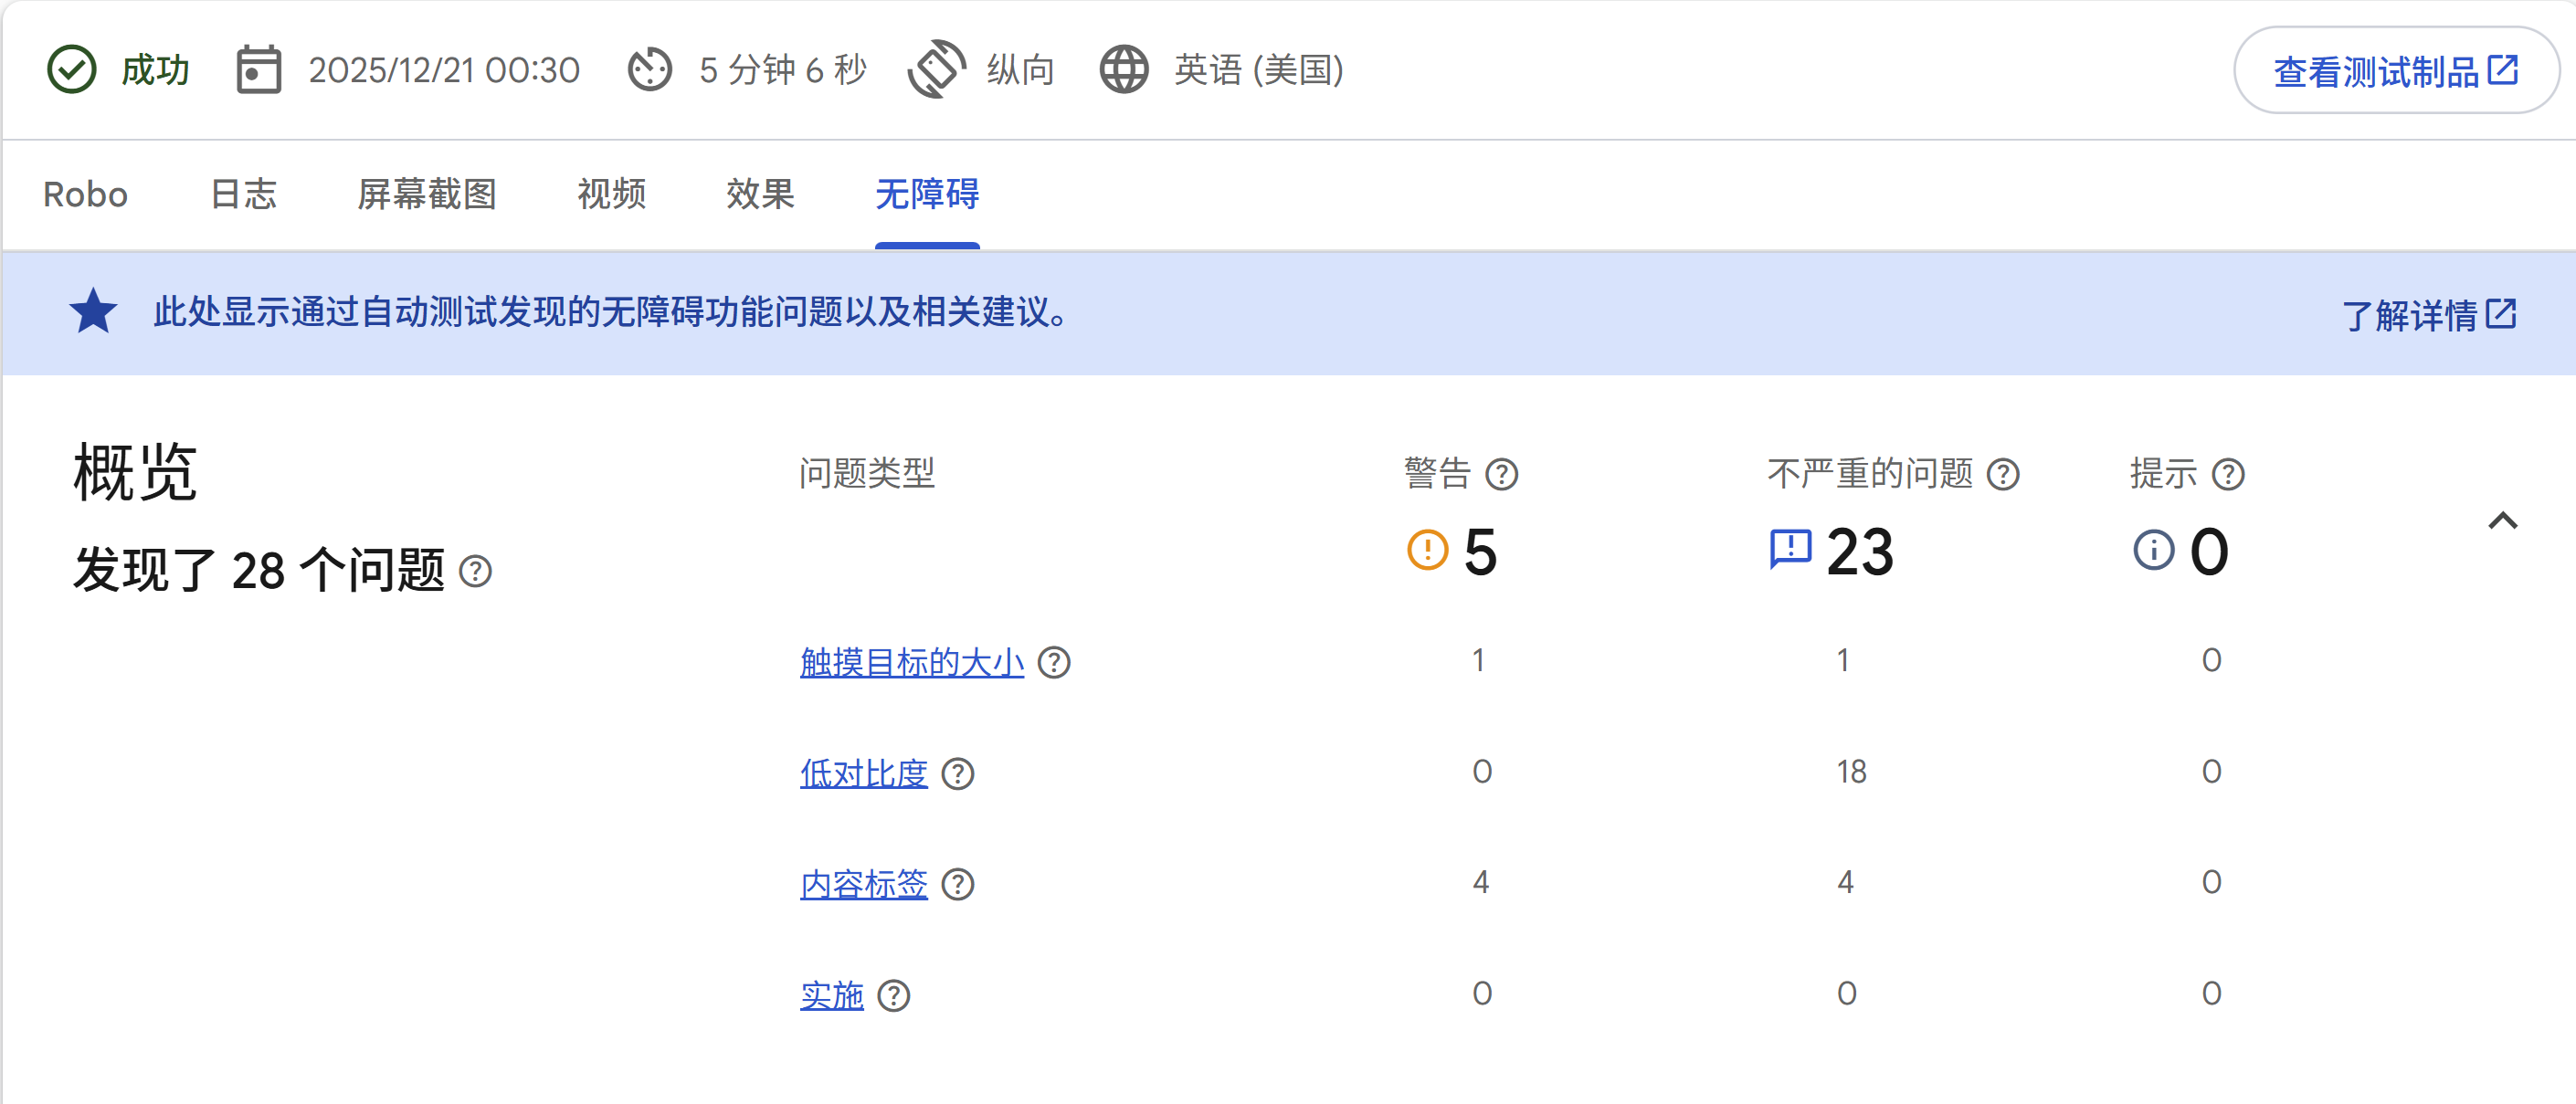 成功 2025/12/21 00:30 5 分钟 6 秒 纵向 英语 (美国) 查看测试制品
Robo 日志 屏幕截图 视频 效果 无障碍
此处显示通过自动测试发现的无障碍功能问题以及相关建议。 了解详情
概览 问题类型 警告 不严重的问题 提示
发现了 28 个问题 5 23 0
触摸目标的大小 1 1 0
低对比度 0 18 0
内容标签 4 4 0
实施 0 0 0